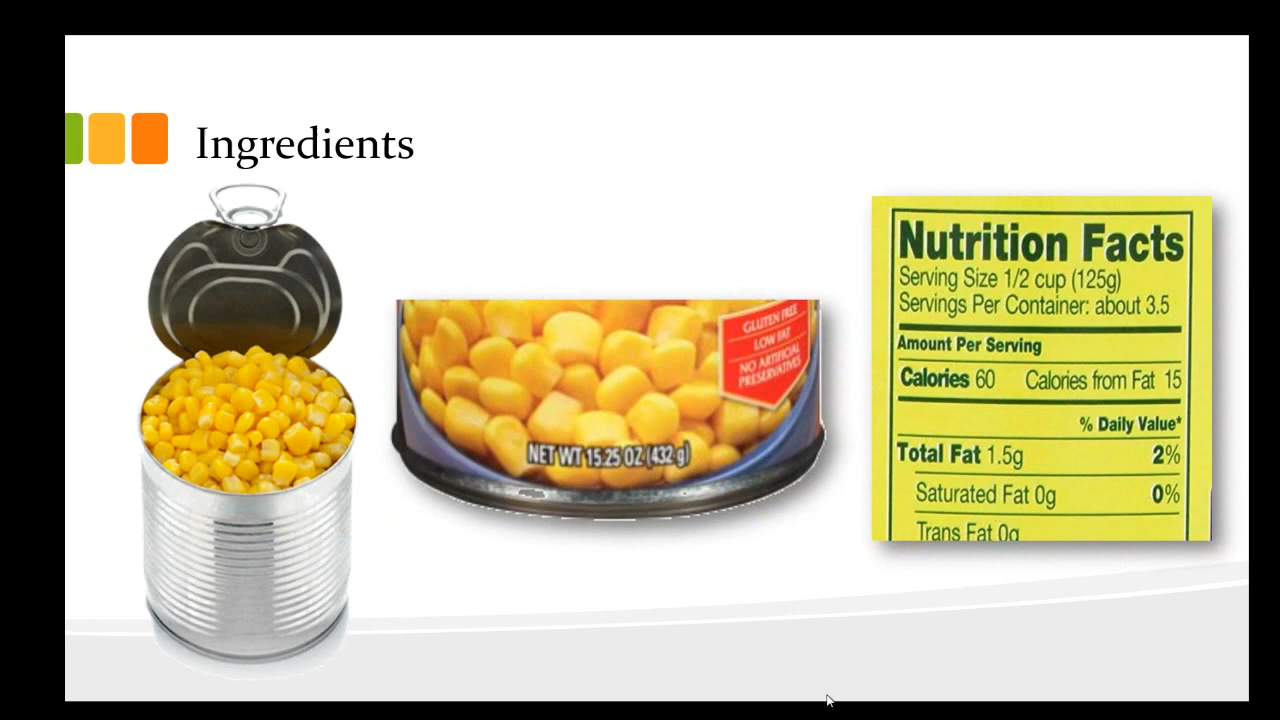 Ingredients
GLUTEN FREE
LOW FAT
NO ARTIFICIAL
PRESERVATIVES
NET WT 15.25 OZ (432 g)
Nutrition Facts
Serving Size 1/2 cup (125g)
Servings Per Container: about 3.5
Amount Per Serving
Calories 60 Calories from Fat 15
% Daily Value*
Total Fat 1.5g 2%
Saturated Fat 0g 0%
Trans Fat 0g